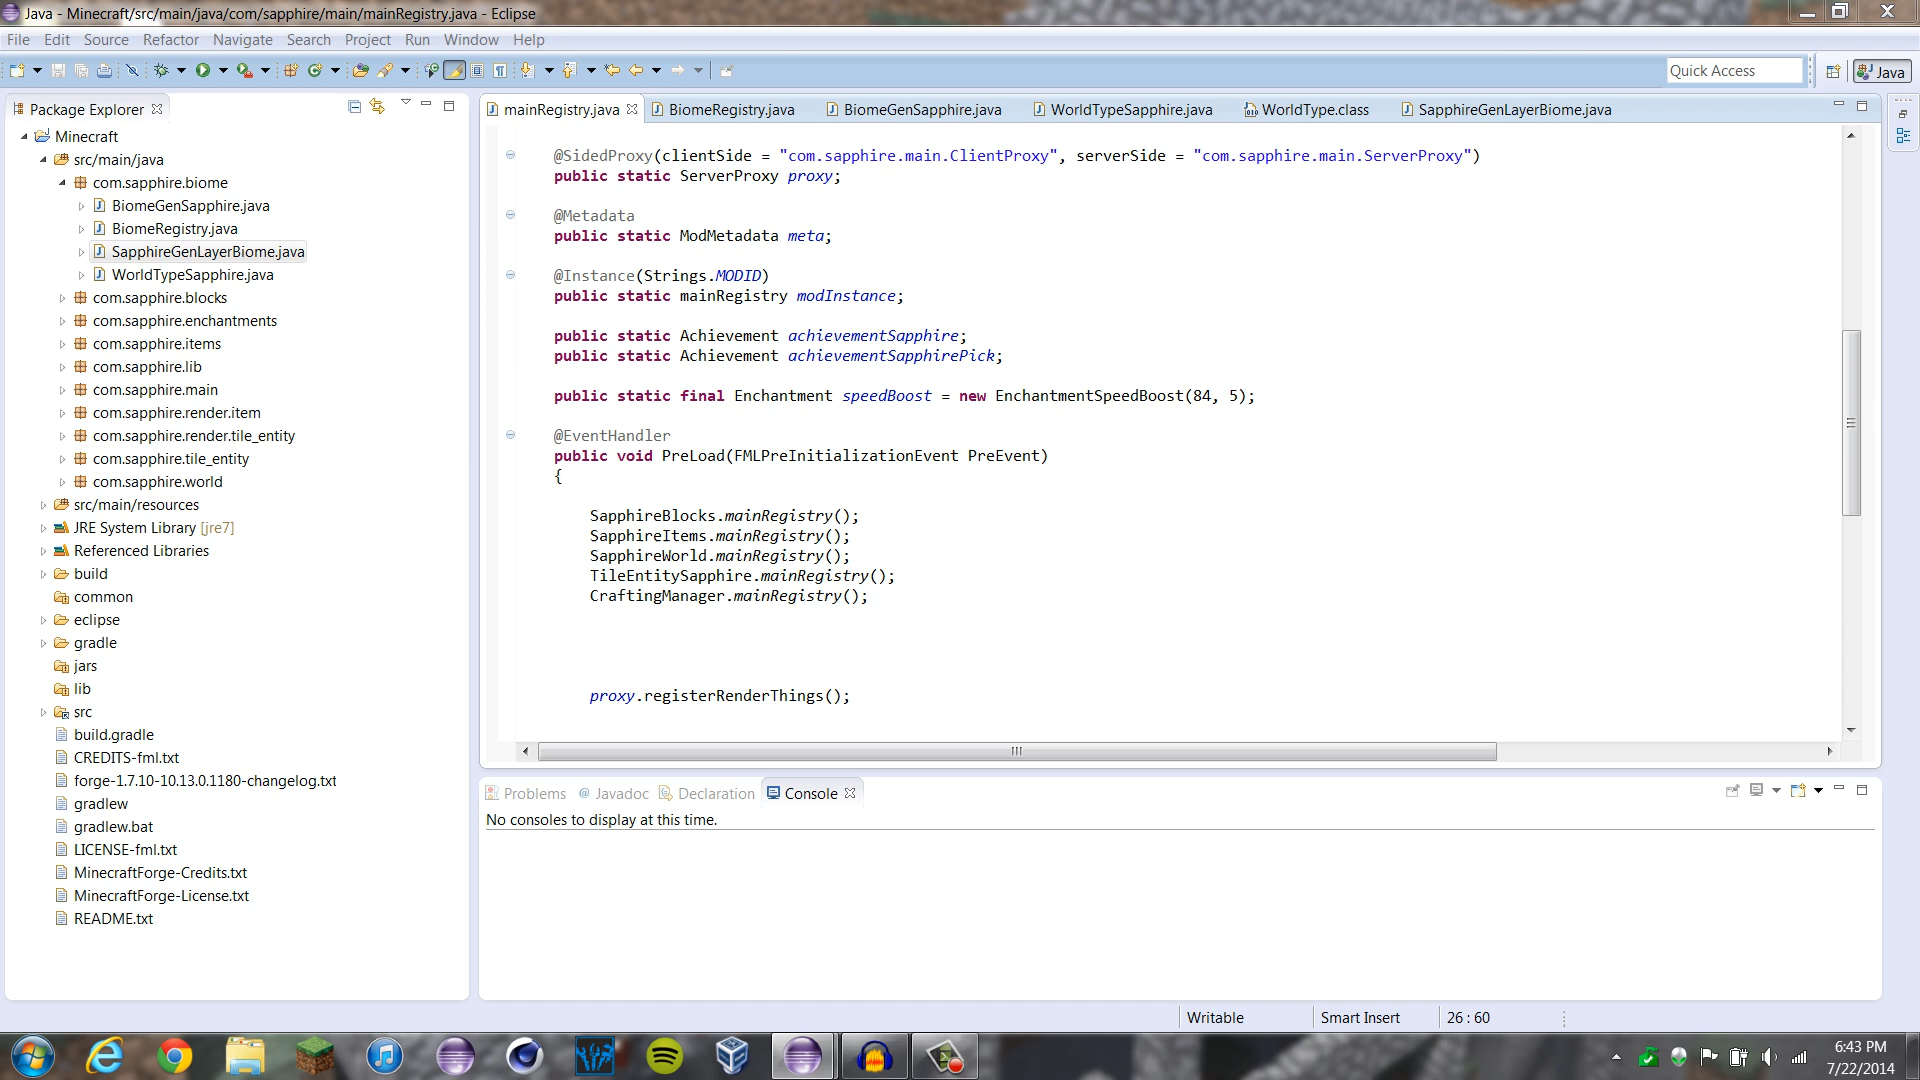 Java - Minecraft/src/main/java/com/sapphire/main/mainRegistry.java - Eclipse
File Edit Source Refactor Navigate Search Project Run Window Help
Quick Access
Java
Package Explorer
Minecraft
src/main/java
com.sapphire.biome
BiomeGenSapphire.java
BiomeRegistry.java
SapphireGenLayerBiome.java
WorldTypeSapphire.java
com.sapphire.blocks
com.sapphire.enchantments
com.sapphire.items
com.sapphire.lib
com.sapphire.main
com.sapphire.render.item
com.sapphire.render.tile_entity
com.sapphire.tile_entity
com.sapphire.world
src/main/resources
JRE System Library [jre7]
Referenced Libraries
build
common
eclipse
gradle
jars
lib
src
build.gradle
CREDITS-fml.txt
forge-1.7.10-10.13.0.1180-changelog.txt
gradlew
gradlew.bat
LICENSE-fml.txt
MinecraftForge-Credits.txt
MinecraftForge-License.txt
README.txt
mainRegistry.java BiomeRegistry.java BiomeGenSapphire.java WorldTypeSapphire.java WorldType.class SapphireGenLayerBiome.java
@SidedProxy(clientSide = "com.sapphire.main.ClientProxy", serverSide = "com.sapphire.main.ServerProxy")
public static ServerProxy proxy;
@Metadata
public static ModMetadata meta;
@Instance(Strings.MODID)
public static mainRegistry modInstance;
public static Achievement achievementSapphire;
public static Achievement achievementSapphirePick;
public static final Enchantment speedBoost = new EnchantmentSpeedBoost(84, 5);
@EventHandler
public void PreLoad(FMLPreInitializationEvent PreEvent)
{
SapphireBlocks.mainRegistry();
SapphireItems.mainRegistry();
SapphireWorld.mainRegistry();
TileEntitySapphire.mainRegistry();
CraftingManager.mainRegistry();
proxy.registerRenderThings();
Problems @ Javadoc Declaration Console
No consoles to display at this time.
Writable Smart Insert 26 : 60
6:43 PM
7/22/2014